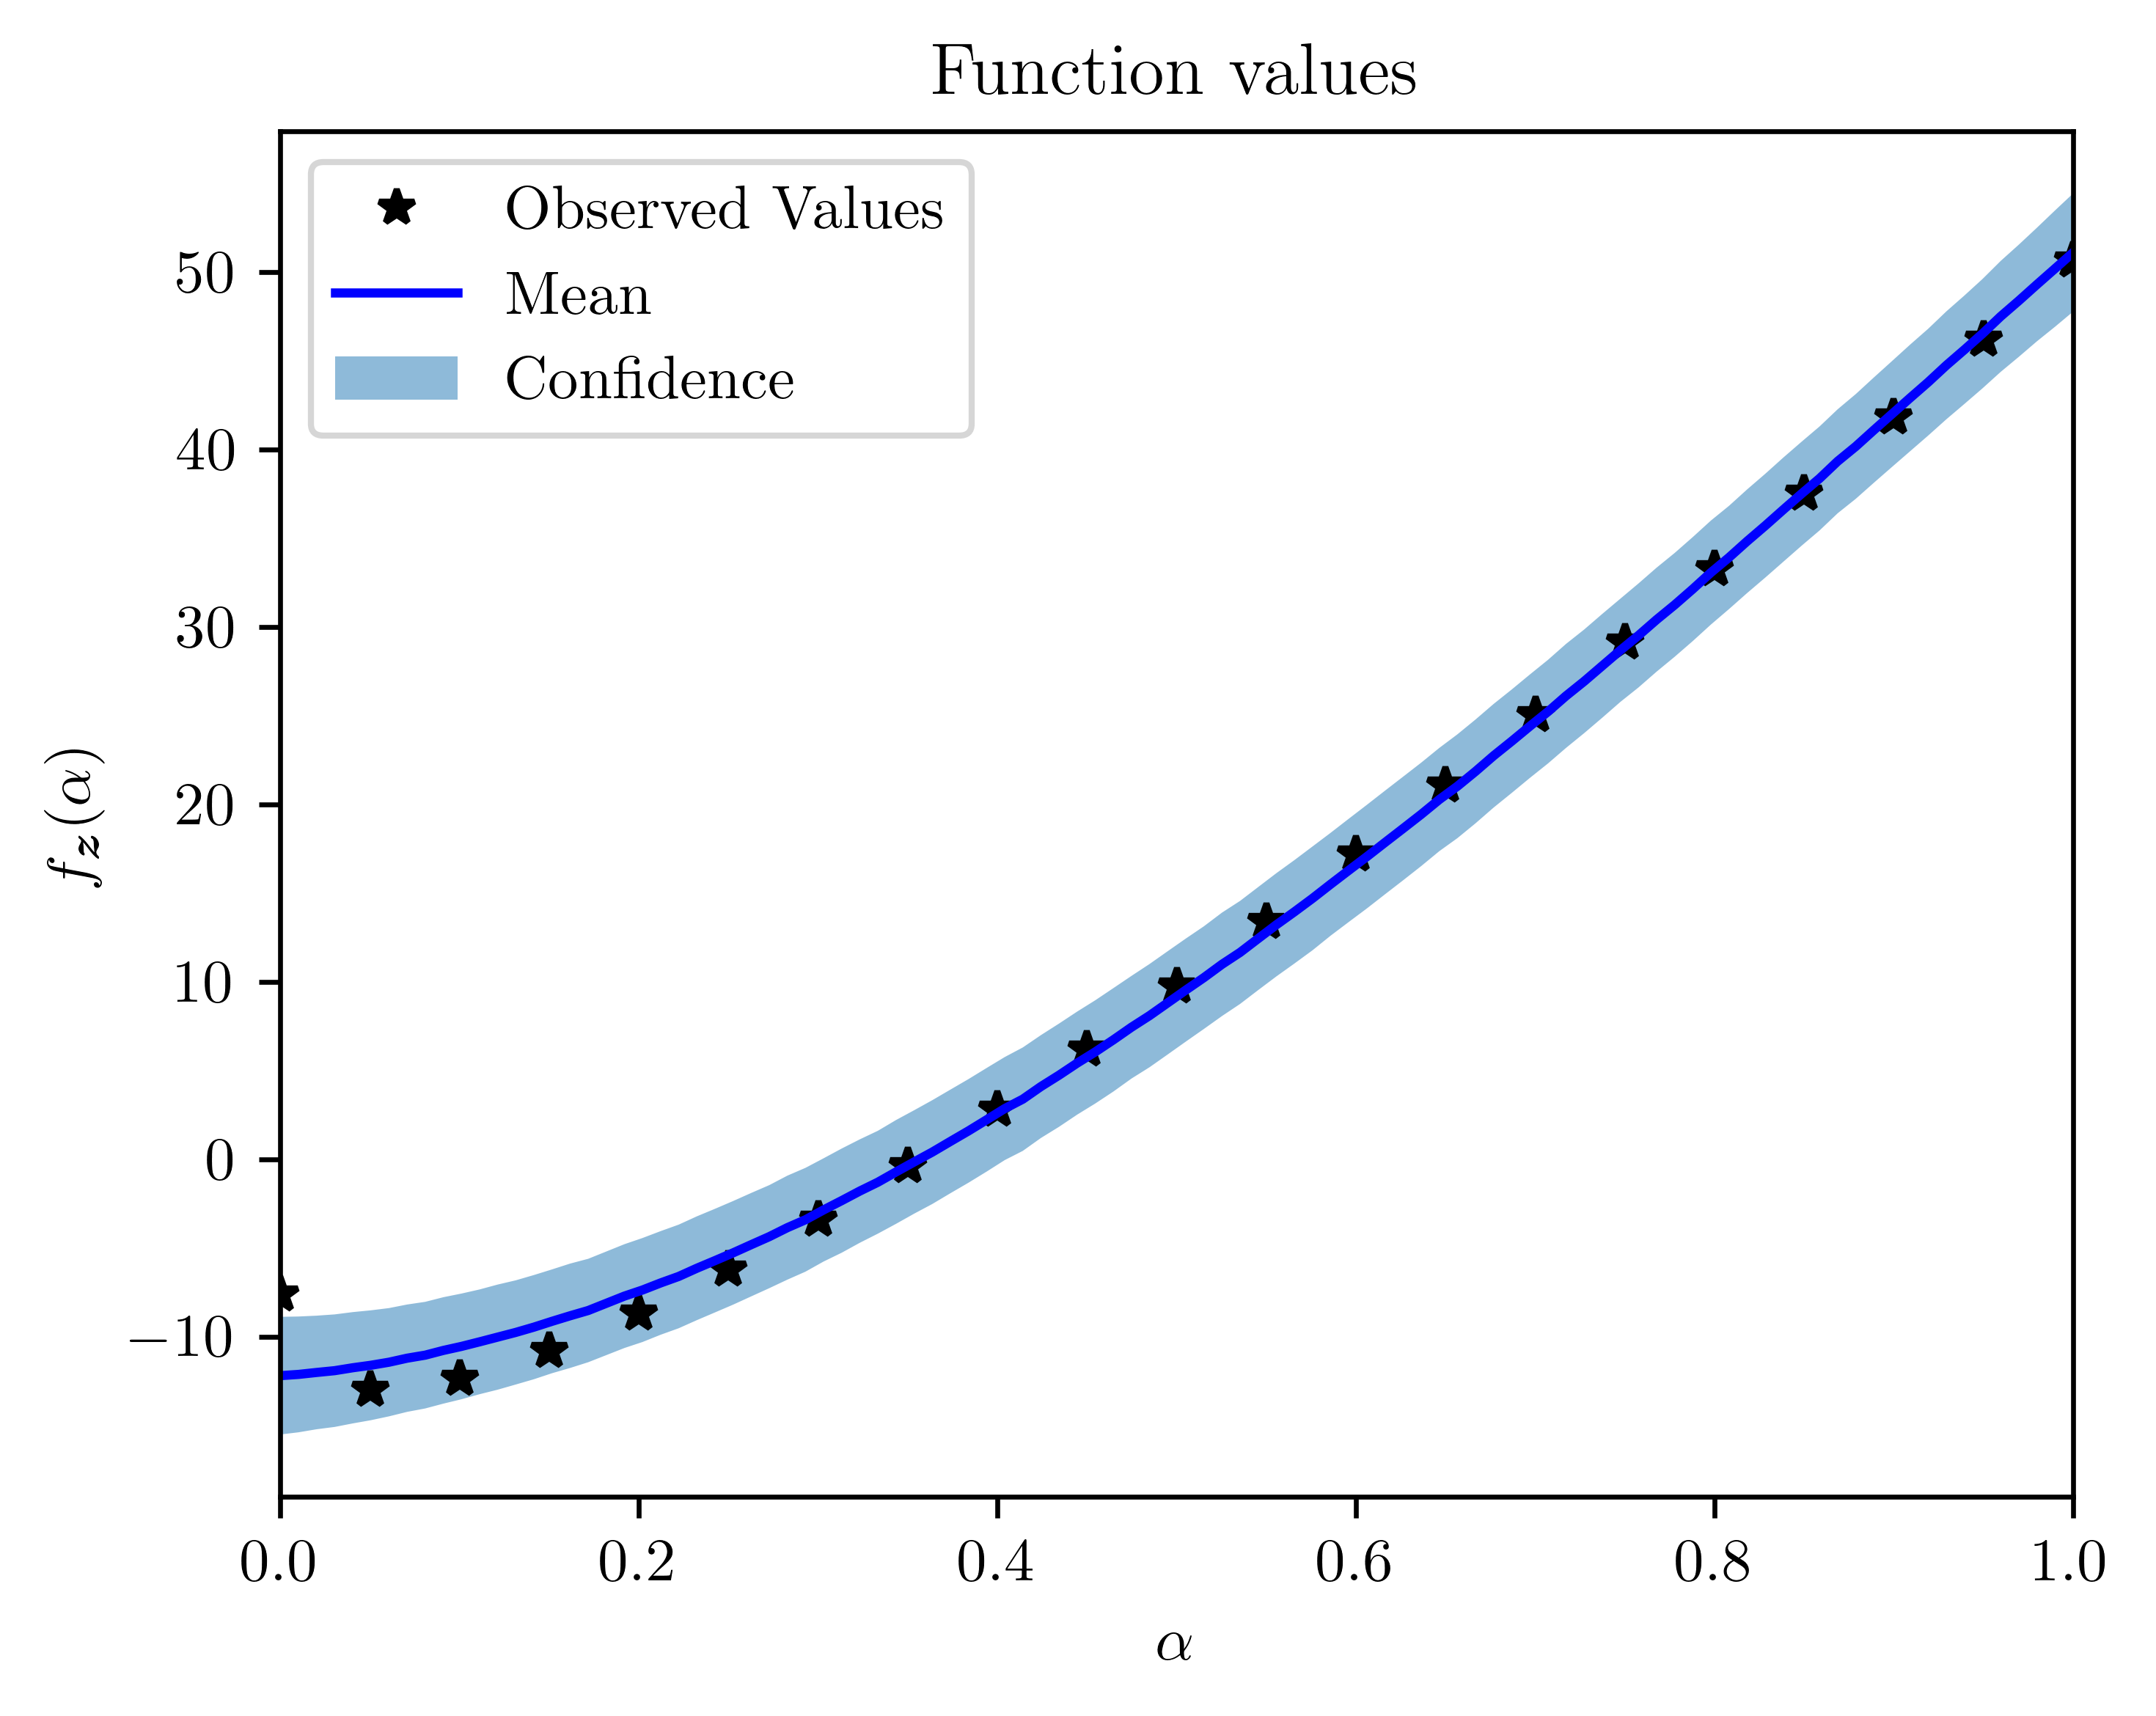 Function values
Observed Values
Mean
Confidence
50
40
30
20
10
0
−10
f_z(α)
0.0 0.2 0.4 0.6 0.8 1.0
α